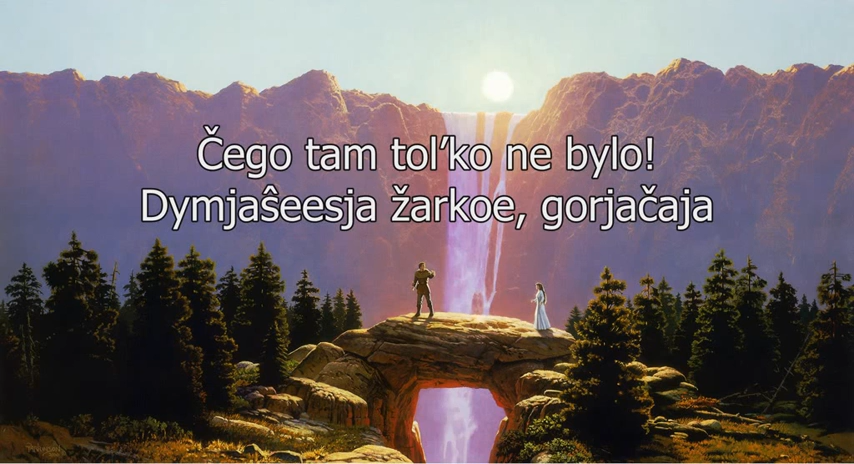 Čego tam tol’ko ne bylo!
Dymjaŝeesja žarkoe, gorjačaja